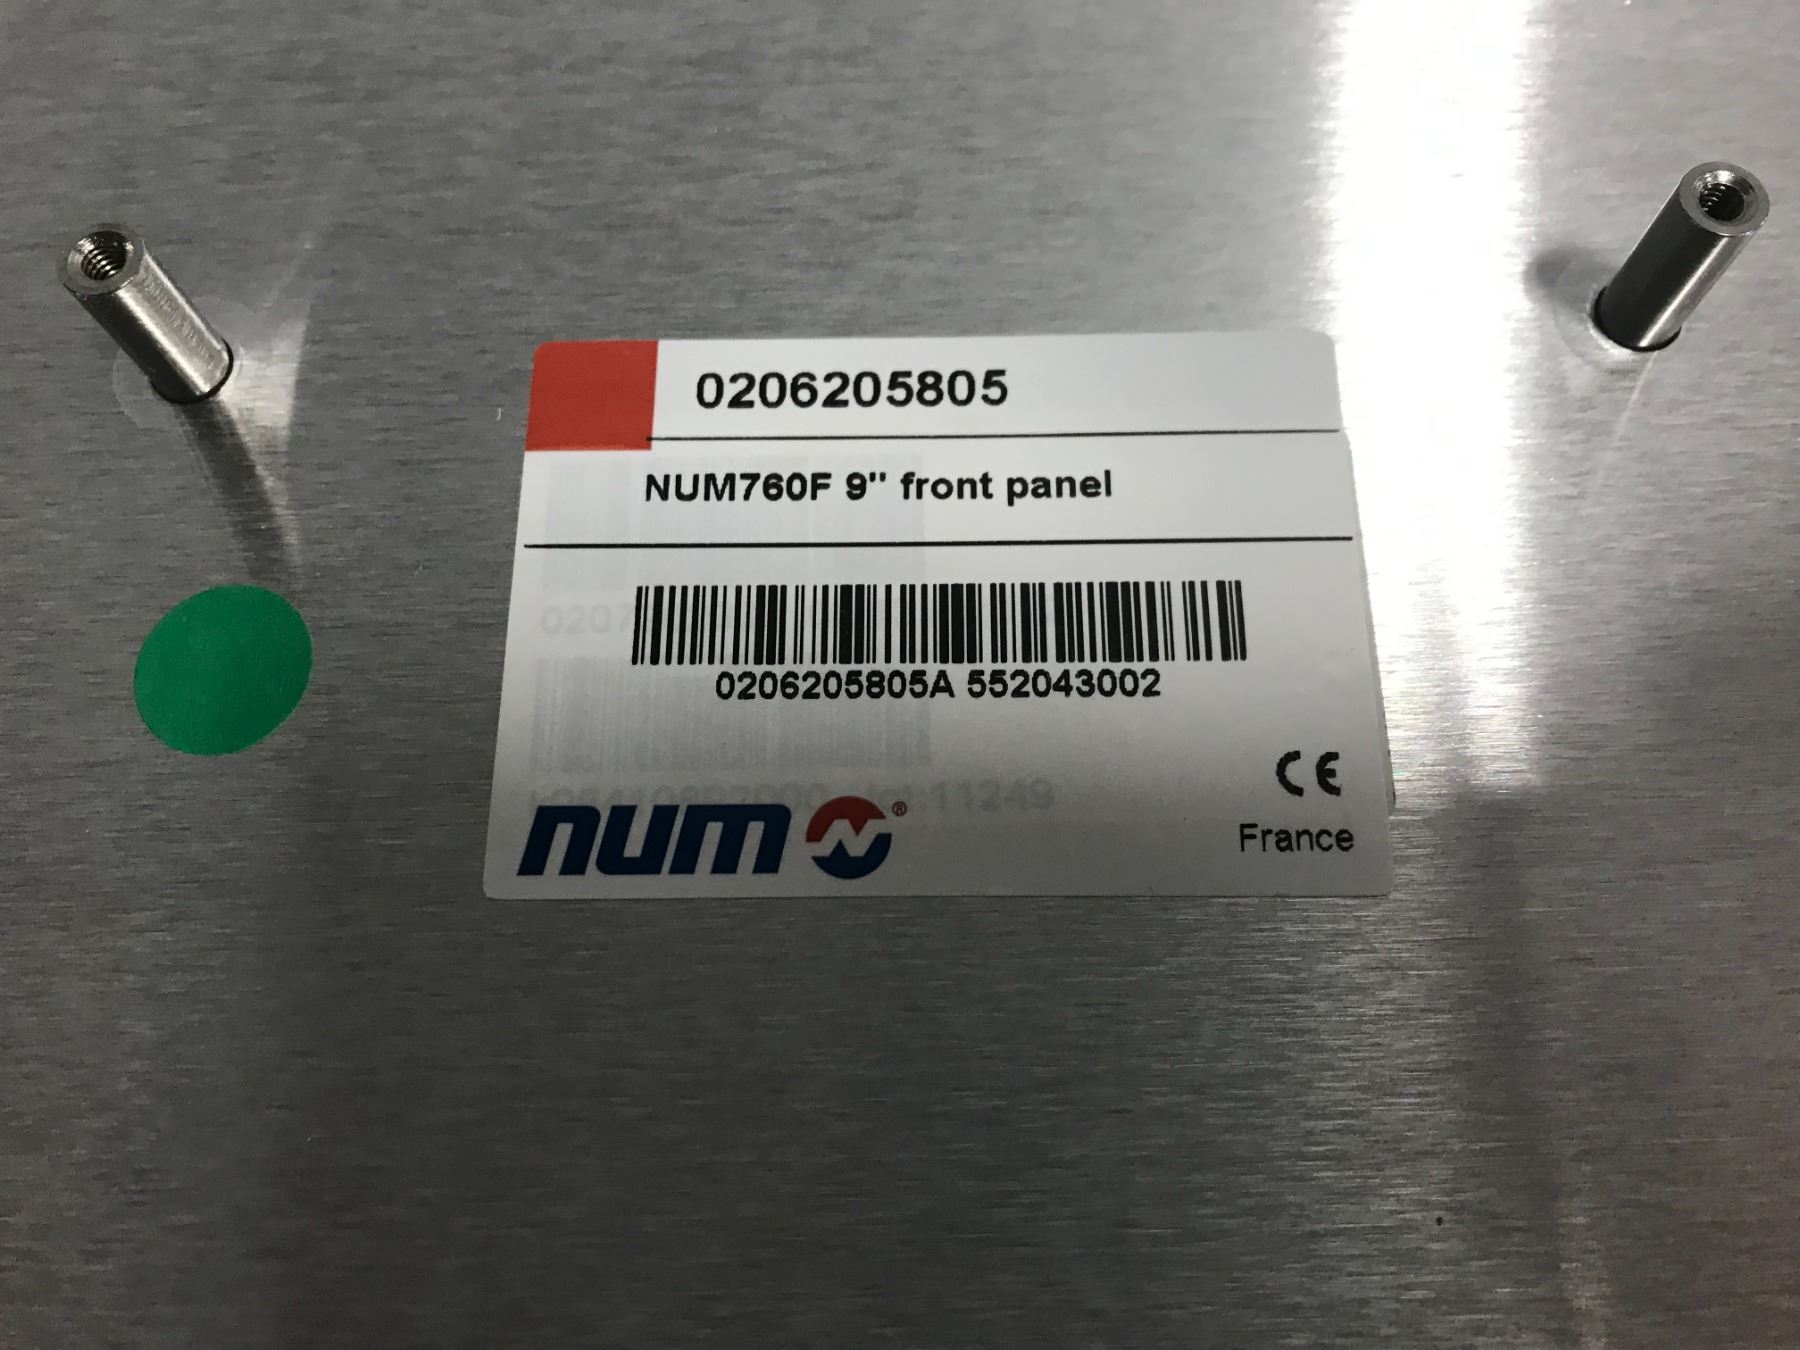 0206205805
NUM760F 9" front panel
0206205805A 552043002
CE
num ®
France